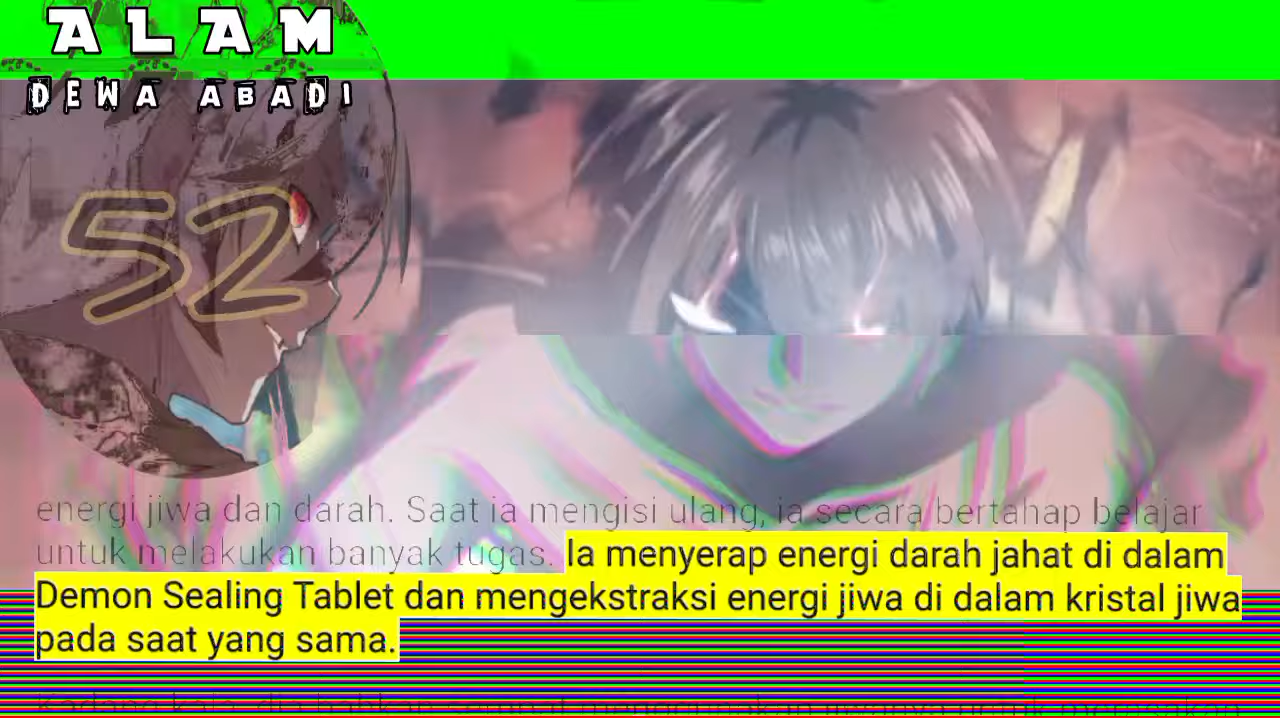 ALAM
DEWA ABADI
52
energi jiwa dan darah. Saat ia mengisi ulang, ia secara bertahap belajar
untuk melakukan banyak tugas. Ia menyerap energi darah jahat di dalam
Demon Sealing Tablet dan mengekstraksi energi jiwa di dalam kristal jiwa
pada saat yang sama.